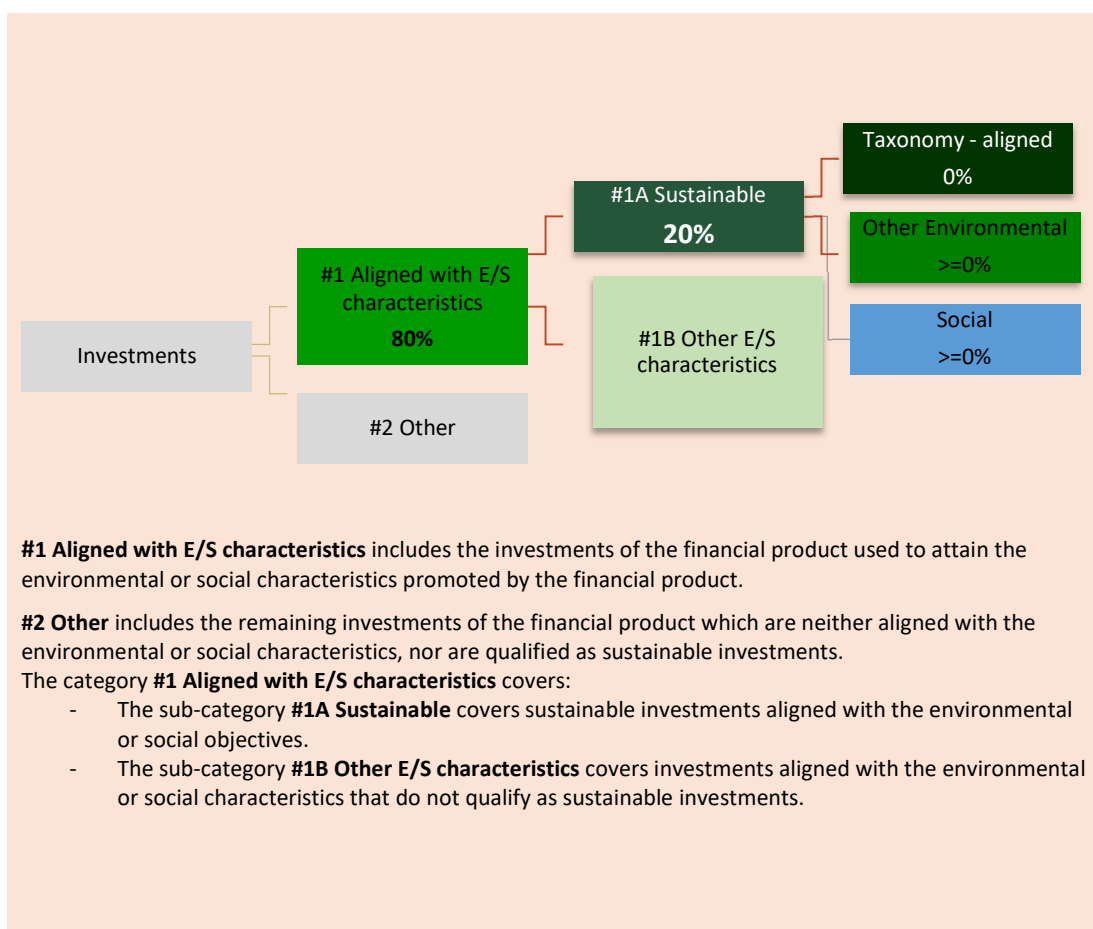 Taxonomy - aligned
0%
#1A Sustainable
20%
Other Environmental
>=0%
#1 Aligned with E/S
characteristics
80%
Social
>=0%
Investments
#1B Other E/S
characteristics
#2 Other
#1 Aligned with E/S characteristics includes the investments of the financial product used to attain the
environmental or social characteristics promoted by the financial product.
#2 Other includes the remaining investments of the financial product which are neither aligned with the
environmental or social characteristics, nor are qualified as sustainable investments.
The category #1 Aligned with E/S characteristics covers:
- The sub-category #1A Sustainable covers sustainable investments aligned with the environmental
or social objectives.
- The sub-category #1B Other E/S characteristics covers investments aligned with the environmental
or social characteristics that do not qualify as sustainable investments.